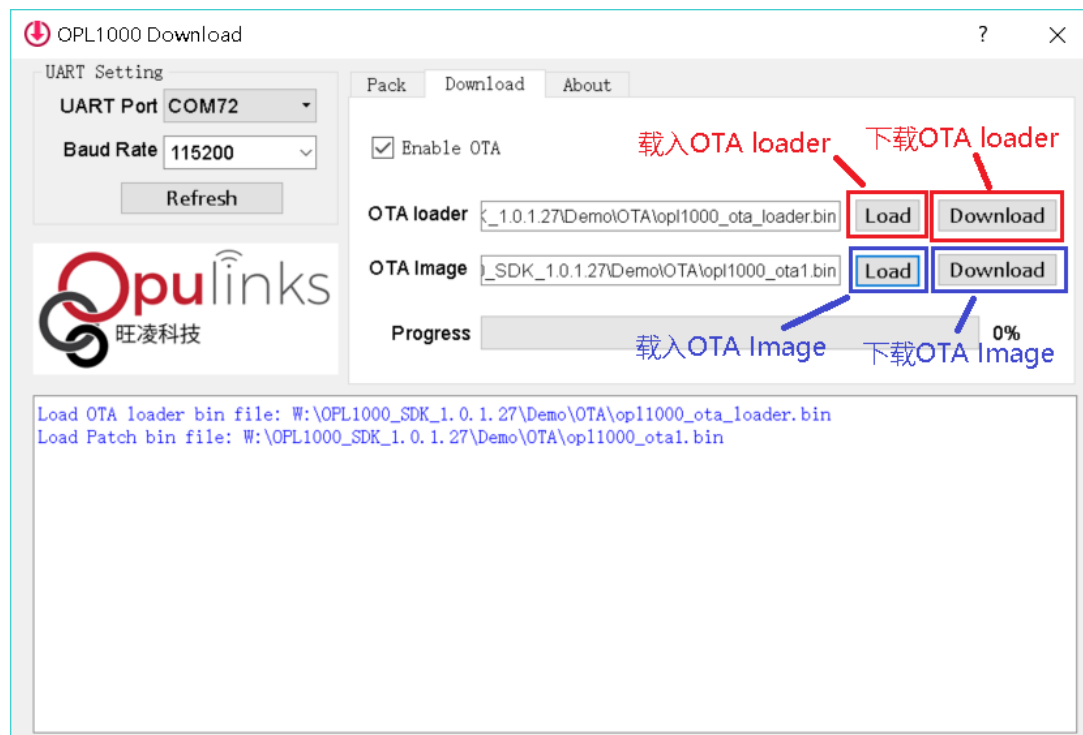 OPL1000 Download
?
UART Setting
UART Port COM72
Baud Rate 115200
Refresh
Opulinks
旺凌科技
Pack Download About
Enable OTA
载入OTA loader 下载OTA loader
OTA loader _1.0.1.27\Demo\OTA\opl1000_ota_loader.bin Load Download
OTA Image _SDK_1.0.1.27\Demo\OTA\opl1000_ota1.bin Load Download
Progress 0%
载入OTA Image 下载OTA Image
Load OTA loader bin file: W:\OPL1000_SDK_1.0.1.27\Demo\OTA\opl1000_ota_loader.bin
Load Patch bin file: W:\OPL1000_SDK_1.0.1.27\Demo\OTA\opl1000_ota1.bin